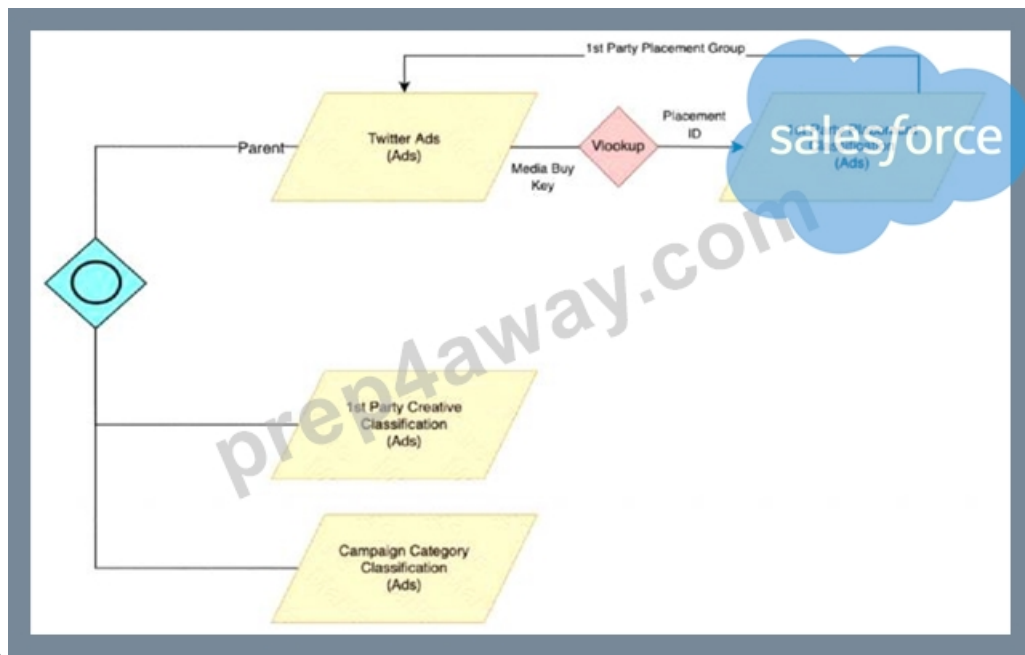 1st Party Placement Group
Twitter Ads
(Ads)
Parent
Media Buy
Key
Vlookup
Placement
ID
salesforce
(Ads)
prep4away.com
1st Party Creative
Classification
(Ads)
Campaign Category
Classification
(Ads)